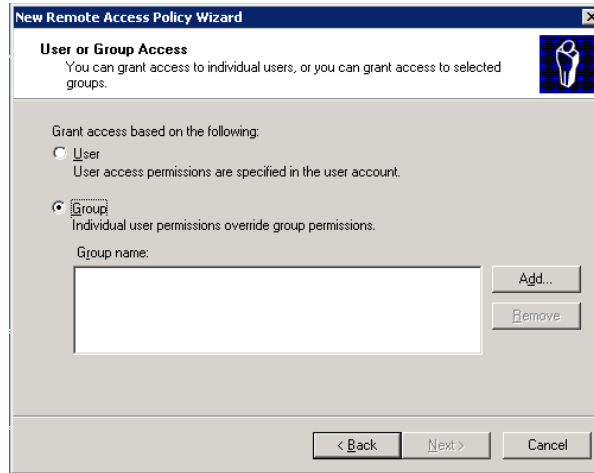 New Remote Access Policy Wizard
User or Group Access
You can grant access to individual users, or you can grant access to selected
groups.
Grant access based on the following:
User
User access permissions are specified in the user account.
Group
Individual user permissions override group permissions.
Group name:
Add...
Remove
< Back
Next >
Cancel